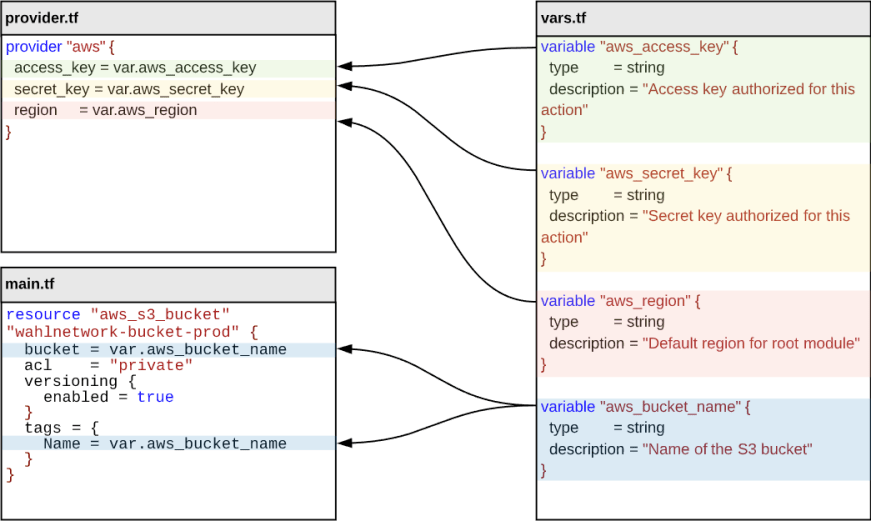 provider.tf
provider "aws" {
  access_key = var.aws_access_key
  secret_key = var.aws_secret_key
  region     = var.aws_region
}
main.tf
resource "aws_s3_bucket"
"wahlnetwork-bucket-prod" {
  bucket = var.aws_bucket_name
  acl    = "private"
  versioning {
    enabled = true
  }
  tags = {
    Name = var.aws_bucket_name
  }
}
vars.tf
variable "aws_access_key" {
  type        = string
  description = "Access key authorized for this
action"
}
variable "aws_secret_key" {
  type        = string
  description = "Secret key authorized for this
action"
}
variable "aws_region" {
  type        = string
  description = "Default region for root module"
}
variable "aws_bucket_name" {
  type        = string
  description = "Name of the S3 bucket"
}